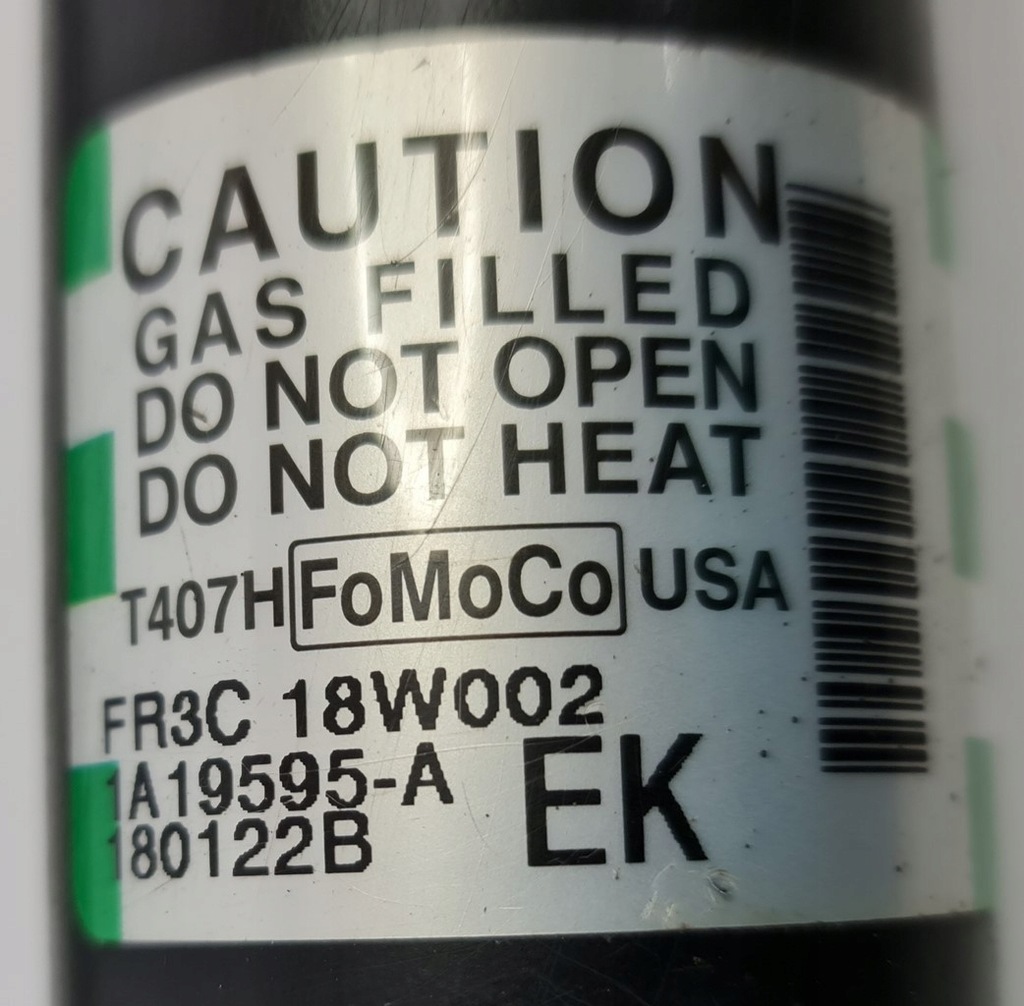 CAUTION
GAS FILLED
DO NOT OPEN
DO NOT HEAT
T407H FoMoCo USA
FR3C 18W002
1A19595-A
180122B
EK